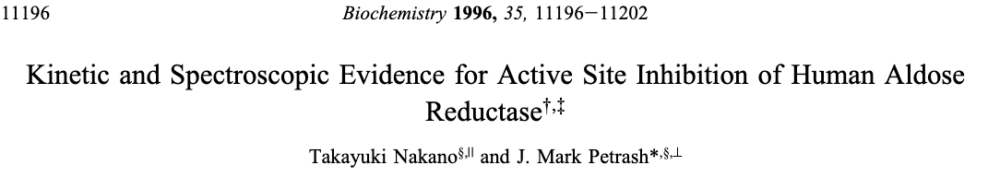 11196 Biochemistry 1996, 35, 11196−11202
Kinetic and Spectroscopic Evidence for Active Site Inhibition of Human Aldose
Reductase†,‡
Takayuki Nakano§,|| and J. Mark Petrash*,§,⊥